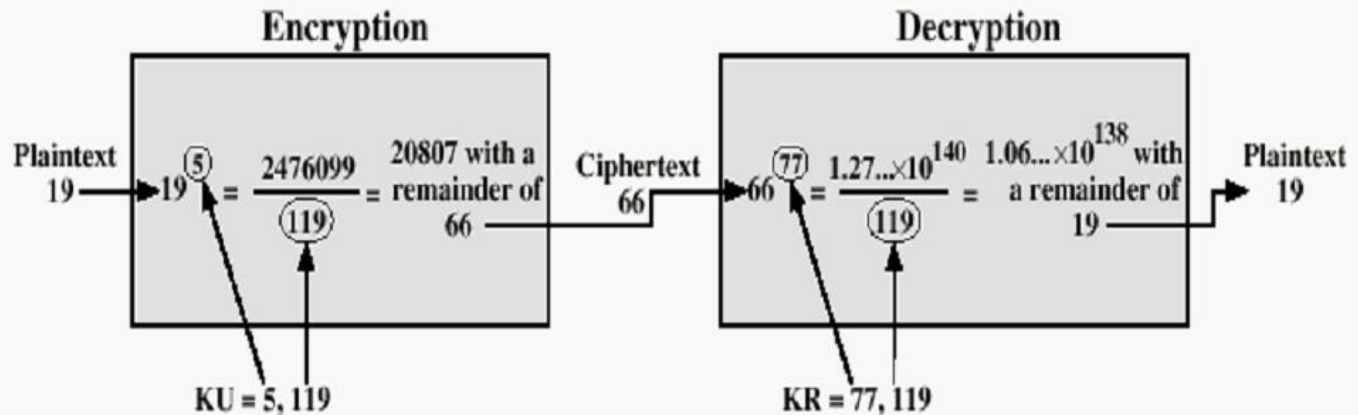 Encryption
Decryption
Plaintext
19
19 5 = 2476099 / 119 = 20807 with a
remainder of
66
Ciphertext
66
66 77 = 1.27...×10 140 / 119 = 1.06...×10 138 with
a remainder of
19
Plaintext
19
KU = 5, 119
KR = 77, 119